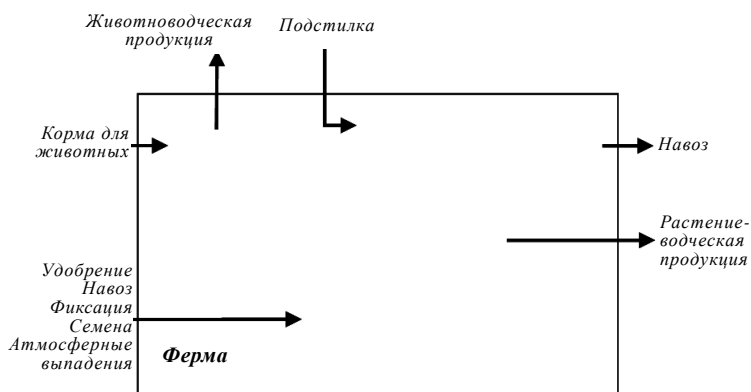 Животноводческая
продукция
Подстилка
Корма для
животных
Навоз
Растение-
водческая
продукция
Удобрение
Навоз
Фиксация
Семена
Атмосферные
выпадения
Ферма